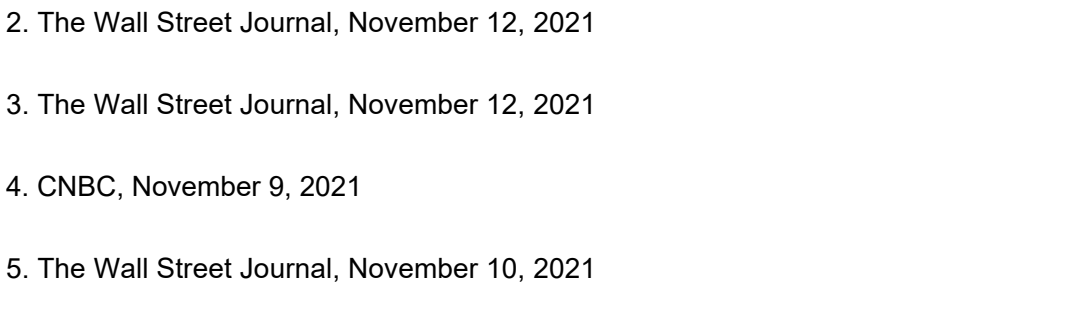 2. The Wall Street Journal, November 12, 2021
3. The Wall Street Journal, November 12, 2021
4. CNBC, November 9, 2021
5. The Wall Street Journal, November 10, 2021